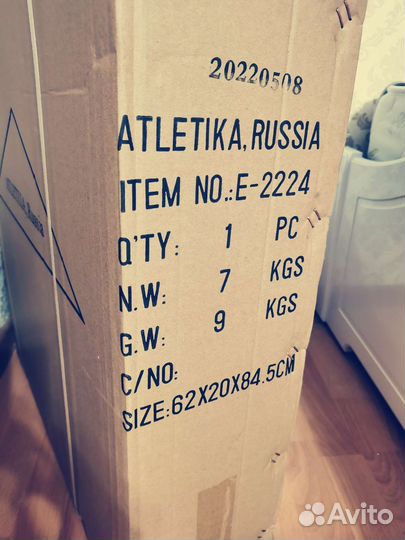 20220508
ATLETIKA, RUSSIA
ITEM NO.:E-2224
Q'TY: 1 PC
N.W: 7 KGS
G.W: 9 KGS
C/NO:
SIZE:62X20X84.5CM
Avito